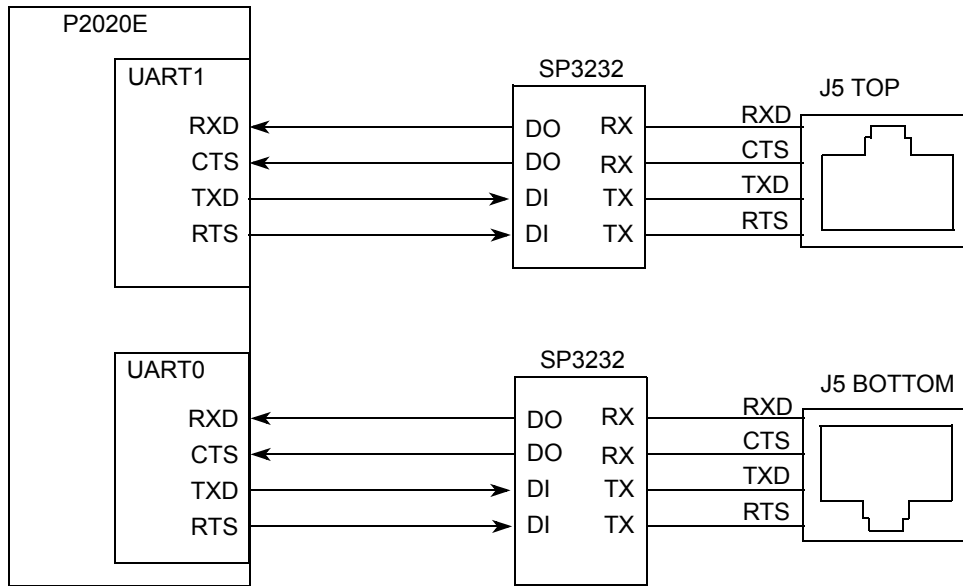 P2020E
UART1
SP3232
J5 TOP
RXD
DO
RX
RXD
CTS
DO
RX
CTS
TXD
DI
TX
TXD
RTS
DI
TX
RTS
UART0
SP3232
J5 BOTTOM
RXD
DO
RX
RXD
CTS
DO
RX
CTS
TXD
DI
TX
TXD
RTS
DI
TX
RTS